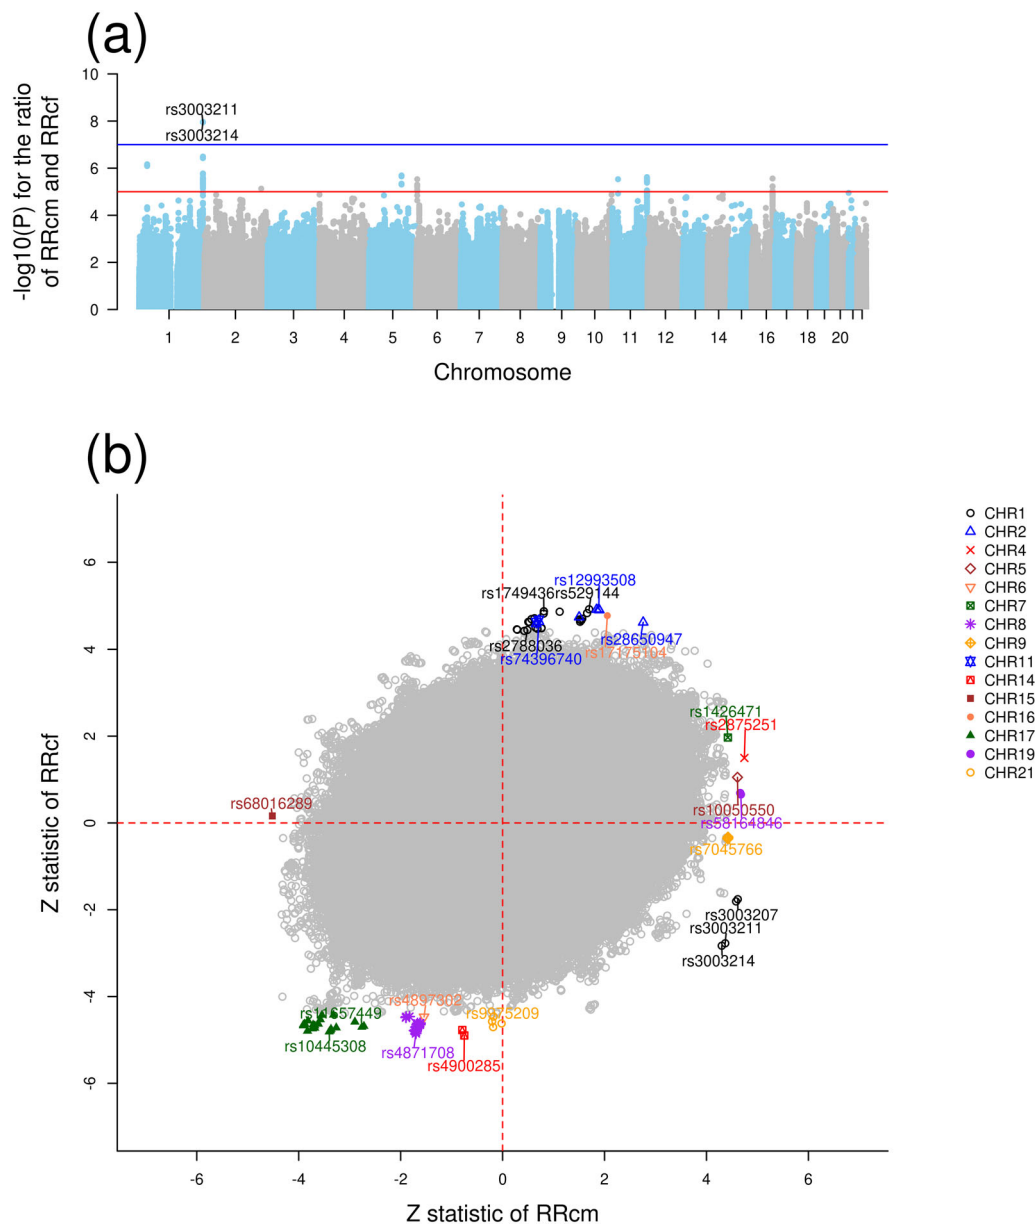 (a)
-log10(P) for the ratio
of RRcm and RRcf
10
8
6
4
2
0
rs3003211
rs3003214
1 2 3 4 5 6 7 8 9 10 11 12 14 16 18 20
Chromosome
(b)
Z statistic of RRcf
6
4
2
0
-2
-4
-6
rs12993508
rs1749436
rs529144
rs2788036
rs28650947
rs74396740
rs17175104
rs1426471
rs2875251
rs68016289
rs10050550
rs58164846
rs7045766
rs3003207
rs3003211
rs3003214
rs4897302
rs11657449
rs9975209
rs10445308
rs4871708
rs4900285
-6 -4 -2 0 2 4 6
Z statistic of RRcm
CHR1
CHR2
CHR4
CHR5
CHR6
CHR7
CHR8
CHR9
CHR11
CHR14
CHR15
CHR16
CHR17
CHR19
CHR21